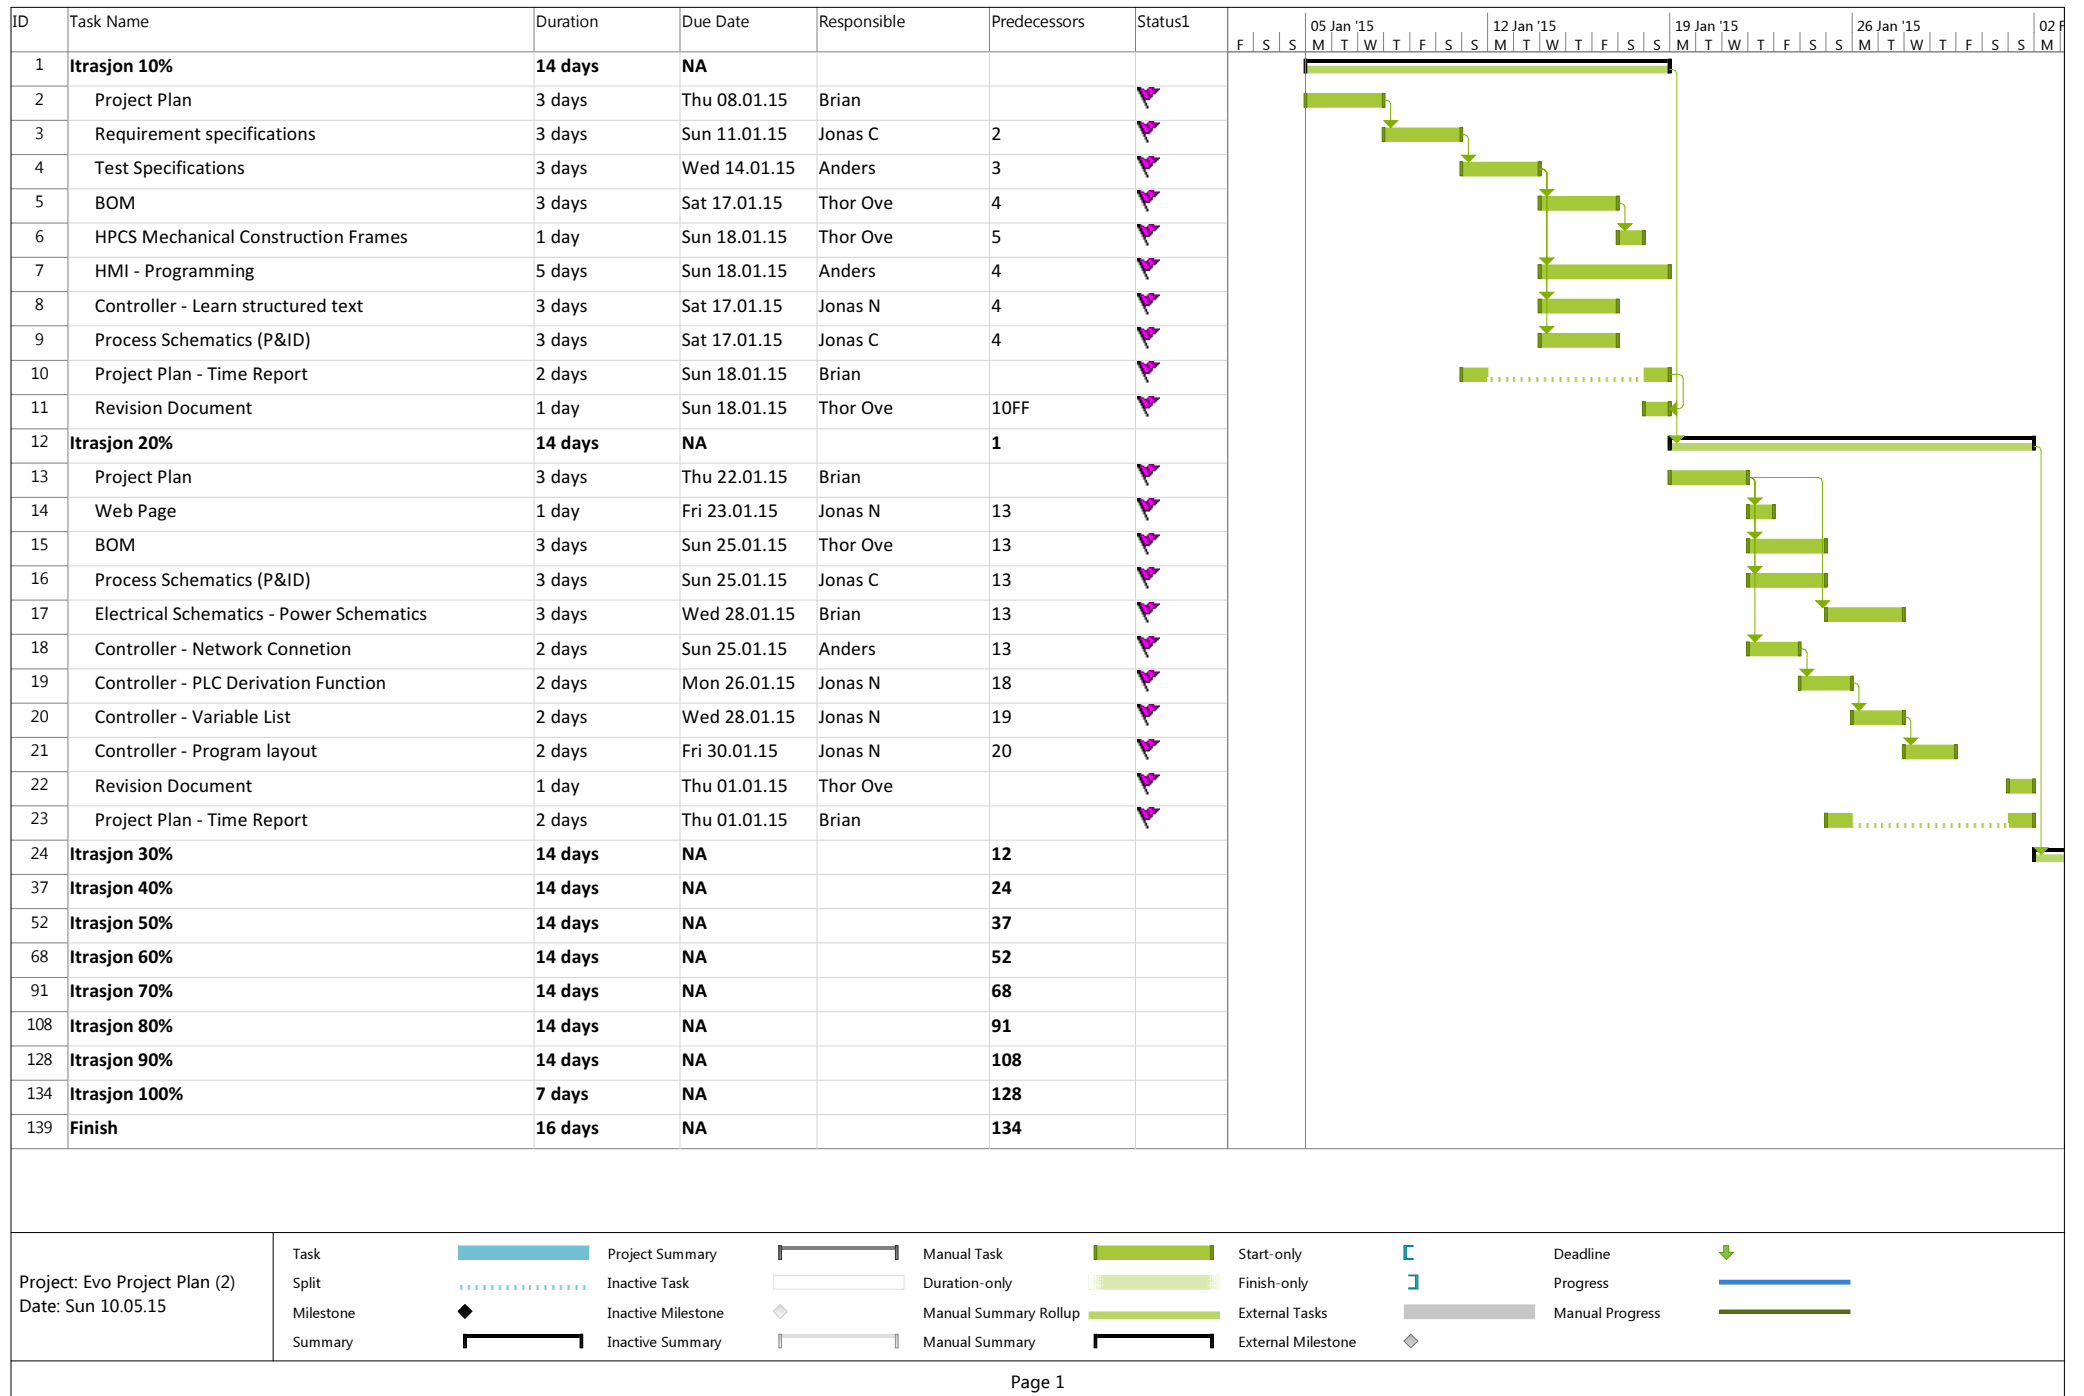 ID Task Name Duration Due Date Responsible Predecessors Status1
05 Jan '15 12 Jan '15 19 Jan '15 26 Jan '15 02 F
F S S M T W T F S S M T W T F S S M T W T F S S M T W T F S S M
1 Itrasjon 10% 14 days NA
2 Project Plan 3 days Thu 08.01.15 Brian
3 Requirement specifications 3 days Sun 11.01.15 Jonas C 2
4 Test Specifications 3 days Wed 14.01.15 Anders 3
5 BOM 3 days Sat 17.01.15 Thor Ove 4
6 HPCS Mechanical Construction Frames 1 day Sun 18.01.15 Thor Ove 5
7 HMI - Programming 5 days Sun 18.01.15 Anders 4
8 Controller - Learn structured text 3 days Sat 17.01.15 Jonas N 4
9 Process Schematics (P&ID) 3 days Sat 17.01.15 Jonas C 4
10 Project Plan - Time Report 2 days Sun 18.01.15 Brian
11 Revision Document 1 day Sun 18.01.15 Thor Ove 10FF
12 Itrasjon 20% 14 days NA 1
13 Project Plan 3 days Thu 22.01.15 Brian
14 Web Page 1 day Fri 23.01.15 Jonas N 13
15 BOM 3 days Sun 25.01.15 Thor Ove 13
16 Process Schematics (P&ID) 3 days Sun 25.01.15 Jonas C 13
17 Electrical Schematics - Power Schematics 3 days Wed 28.01.15 Brian 13
18 Controller - Network Connetion 2 days Sun 25.01.15 Anders 13
19 Controller - PLC Derivation Function 2 days Mon 26.01.15 Jonas N 18
20 Controller - Variable List 2 days Wed 28.01.15 Jonas N 19
21 Controller - Program layout 2 days Fri 30.01.15 Jonas N 20
22 Revision Document 1 day Thu 01.01.15 Thor Ove
23 Project Plan - Time Report 2 days Thu 01.01.15 Brian
24 Itrasjon 30% 14 days NA 12
37 Itrasjon 40% 14 days NA 24
52 Itrasjon 50% 14 days NA 37
68 Itrasjon 60% 14 days NA 52
91 Itrasjon 70% 14 days NA 68
108 Itrasjon 80% 14 days NA 91
128 Itrasjon 90% 14 days NA 108
134 Itrasjon 100% 7 days NA 128
139 Finish 16 days NA 134
Project: Evo Project Plan (2)
Date: Sun 10.05.15
Task Project Summary Manual Task Start-only Deadline
Split Inactive Task Duration-only Finish-only Progress
Milestone Inactive Milestone Manual Summary Rollup External Tasks Manual Progress
Summary Inactive Summary Manual Summary External Milestone
Page 1